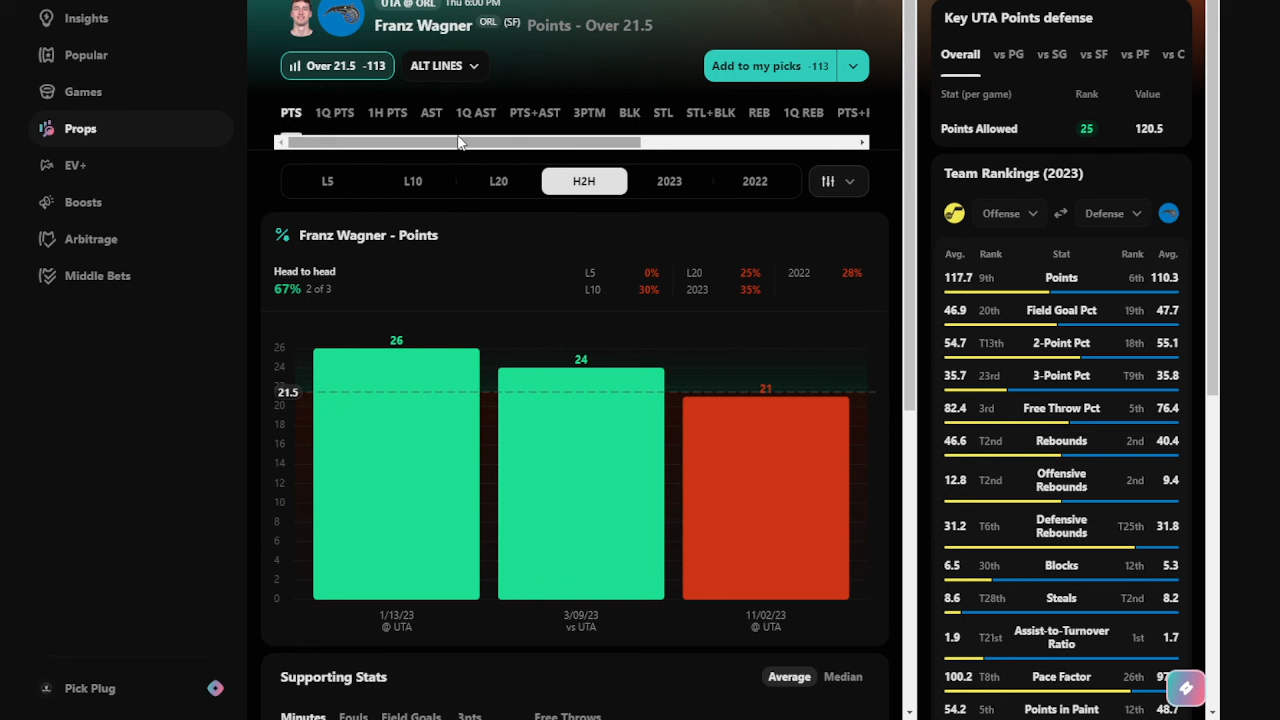 Insights
Popular
Games
Props
EV+
Boosts
Arbitrage
Middle Bets
Pick Plug
UTA @ ORL Thu 6:00 PM
Franz Wagner ORL (SF) Points - Over 21.5
Over 21.5 -113 ALT LINES
Add to my picks -113
PTS 1Q PTS 1H PTS AST 1Q AST PTS+AST 3PTM BLK STL STL+BLK REB 1Q REB
L5 L10 L20 H2H 2023 2022
Franz Wagner - Points
Head to head
67% 2 of 3
L5 0% L20 25% 2022 28%
L10 30% 2023 35%
26
24
21.5
20
18
16
14
12
10
8
6
4
2
0
26
24
21
1/13/23
@ UTA
3/09/23
vs UTA
11/02/23
@ UTA
Supporting Stats
Average Median
Minutes Fouls Field Goals 3pts Free Throws
Key UTA Points defense
Overall vs PG vs SG vs SF vs PF vs C
Stat (per game) Rank Value
Points Allowed 25 120.5
Team Rankings (2023)
Offense Defense
Avg. Rank Stat Rank Avg.
117.7 9th Points 6th 110.3
46.9 20th Field Goal Pct 19th 47.7
54.7 T13th 2-Point Pct 18th 55.1
35.7 23rd 3-Point Pct T9th 35.8
82.4 3rd Free Throw Pct 5th 76.4
46.6 T2nd Rebounds 2nd 40.4
12.8 T2nd Offensive Rebounds 2nd 9.4
31.2 T6th Defensive Rebounds T25th 31.8
6.5 30th Blocks 12th 5.3
8.6 T28th Steals T2nd 8.2
1.9 T21st Assist-to-Turnover Ratio 1st 1.7
100.2 T8th Pace Factor 26th
54.2 5th Points in Paint 12th 48.7